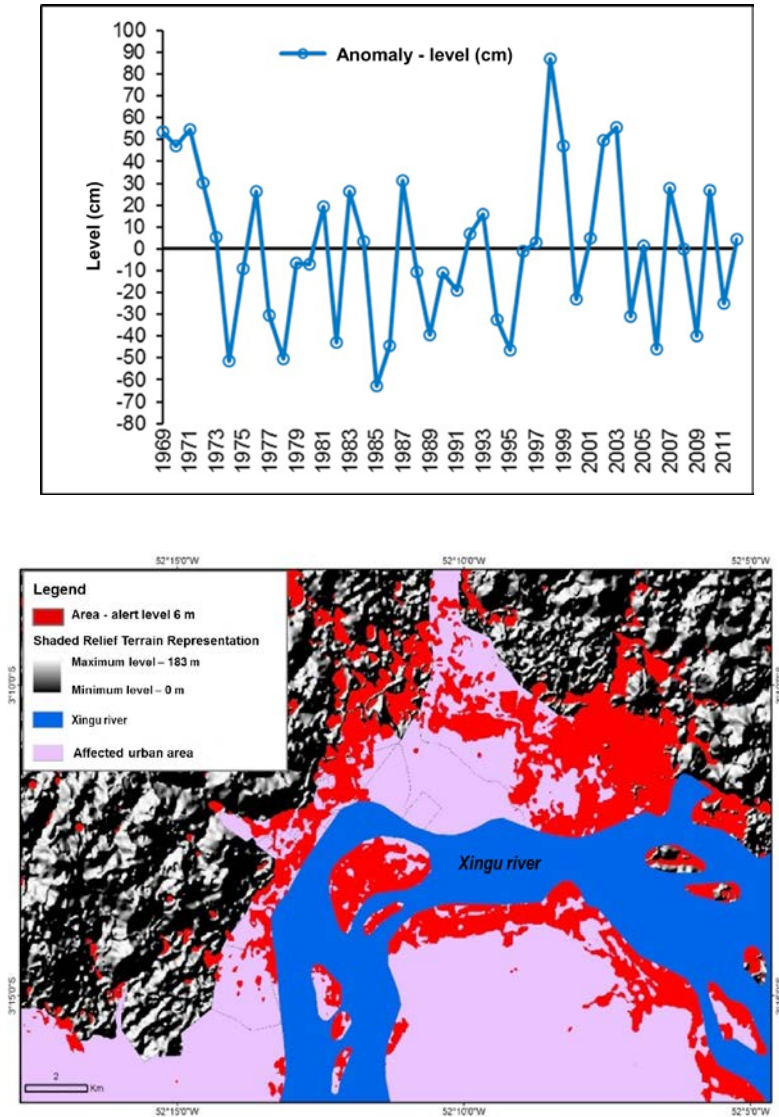 100
90
80
70
60
50
40
30
20
10
0
-10
-20
-30
-40
-50
-60
-70
-80
Level (cm)
Anomaly - level (cm)
1969
1971
1973
1975
1977
1979
1981
1983
1985
1987
1989
1991
1993
1995
1997
1999
2001
2003
2005
2007
2009
2011
52°15'0"W 52°10'0"W 52°5'0"W
Legend
Area - alert level 6 m
Shaded Relief Terrain Representation
Maximum level – 183 m
Minimum level – 0 m
Xingu river
Affected urban area
3°10'0"S
Xingu river
3°15'0"S
2
Km
52°15'0"W 52°10'0"W 52°5'0"W